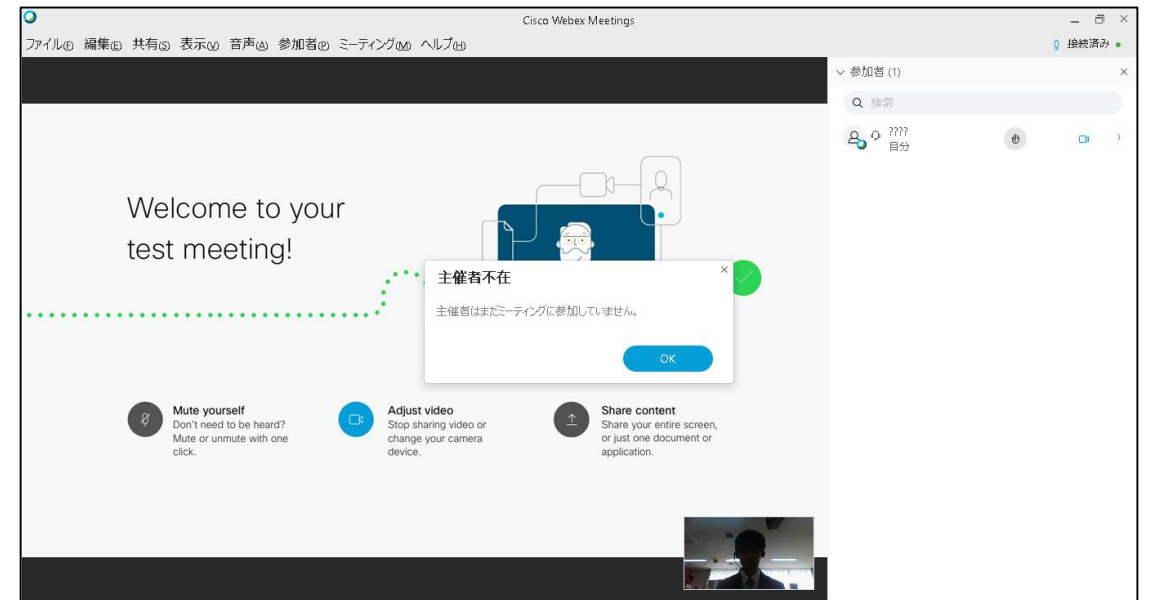 Cisco Webex Meetings
ファイル(F) 編集(E) 共有(S) 表示(V) 音声(A) 参加者(P) ミーティング(M) ヘルプ(H)
接続済み
参加者 (1)
検索
????
自分
Welcome to your
test meeting!
主催者不在
主催者はまだミーティングに参加していません。
OK
Mute yourself
Don't need to be heard?
Mute or unmute with one
click.
Adjust video
Stop sharing video or
change your camera
device.
Share content
Share your entire screen,
or just one document or
application.